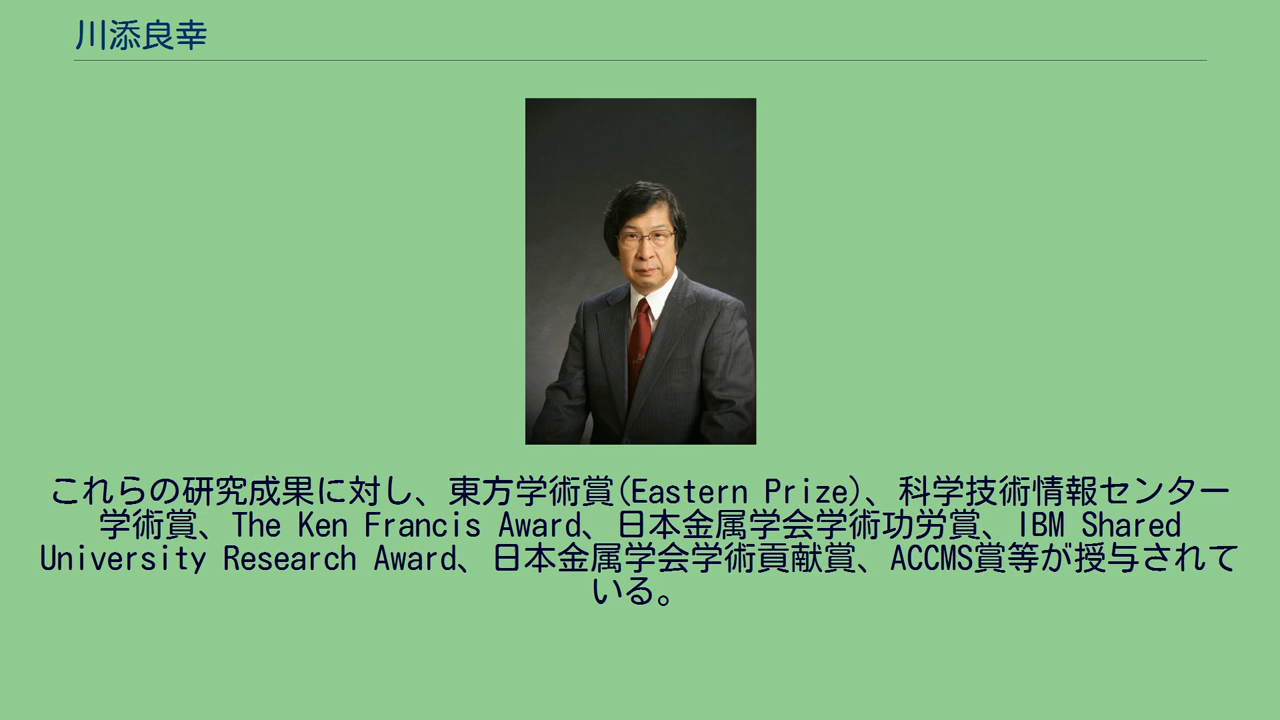 川添良幸
これらの研究成果に対し、東方学術賞(Eastern Prize)、科学技術情報センター
学術賞、The Ken Francis Award、日本金属学会学術功労賞、IBM Shared
University Research Award、日本金属学会学術貢献賞、ACCMS賞等が授与されて
いる。